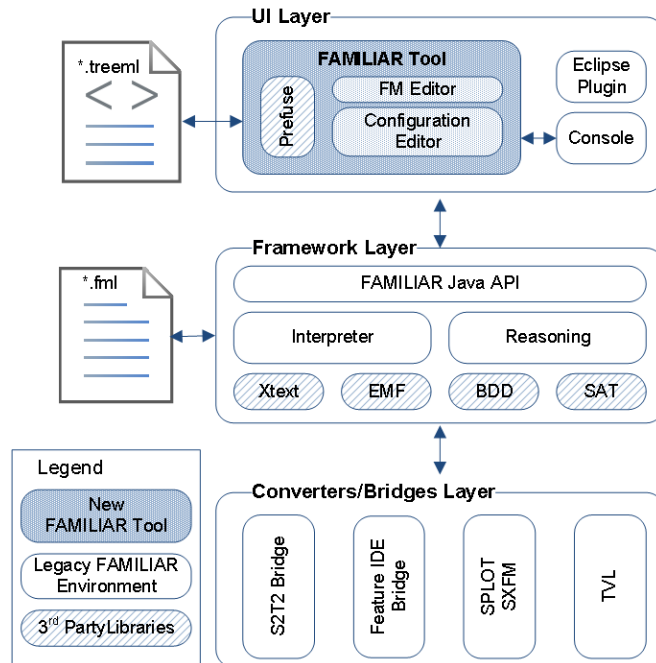 UI Layer
*.treeml
< >
FAMILIAR Tool
Prefuse
FM Editor
Configuration
Editor
Eclipse
Plugin
Console
Framework Layer
*.fml
FAMILIAR Java API
Interpreter
Reasoning
Xtext
EMF
BDD
SAT
Legend
New
FAMILIAR Tool
Legacy FAMILIAR
Environment
3rd PartyLibraries
Converters/Bridges Layer
S2T2 Bridge
Feature IDE
Bridge
SPLOT
SXFM
TVL